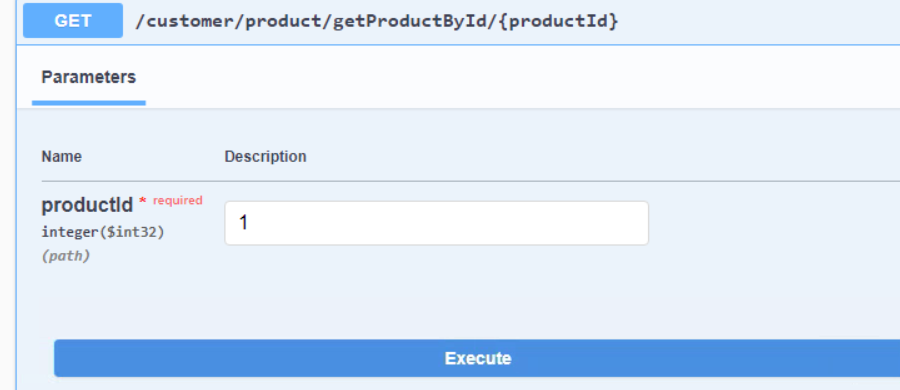 GET /customer/product/getProductById/{productId}
Parameters
Name Description
productId * required
integer($int32)
(path)
1
Execute